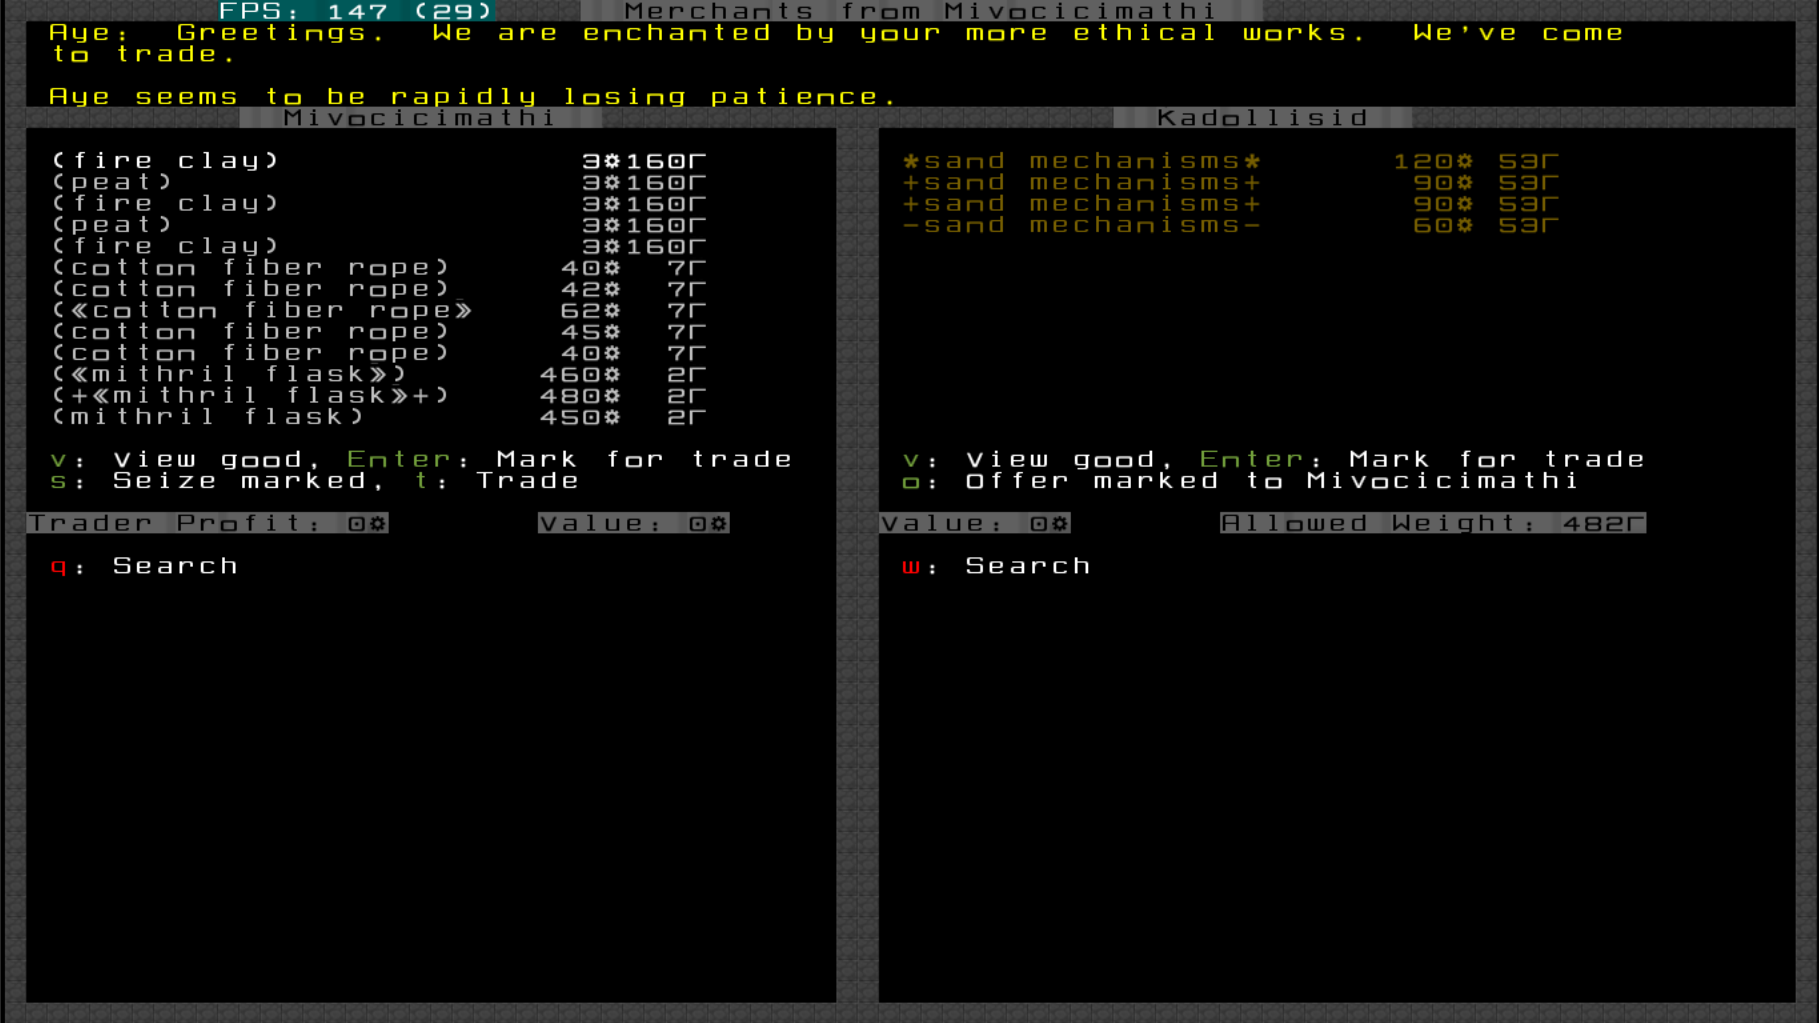 FPS: 147 (29) Merchants from Mivocicimathi
Aye: Greetings. We are enchanted by your more ethical works. We've come
to trade.
Aye seems to be rapidly losing patience.
Mivocicimathi
(fire clay) 3☼160Γ
(peat) 3☼160Γ
(fire clay) 3☼160Γ
(peat) 3☼160Γ
(fire clay) 3☼160Γ
(cotton fiber rope) 40☼ 7Γ
(cotton fiber rope) 42☼ 7Γ
(«cotton fiber rope» 62☼ 7Γ
(cotton fiber rope) 45☼ 7Γ
(cotton fiber rope) 40☼ 7Γ
(«mithril flask») 460☼ 2Γ
(+«mithril flask»+) 480☼ 2Γ
(mithril flask) 450☼ 2Γ
v: View good, Enter: Mark for trade
s: Seize marked, t: Trade
Trader Profit: 0☼ Value: 0☼
q: Search
Kadollisid
*sand mechanisms* 120☼ 53Γ
+sand mechanisms+ 90☼ 53Γ
+sand mechanisms+ 90☼ 53Γ
-sand mechanisms- 60☼ 53Γ
v: View good, Enter: Mark for trade
o: Offer marked to Mivocicimathi
Value: 0☼ Allowed Weight: 482Γ
w: Search